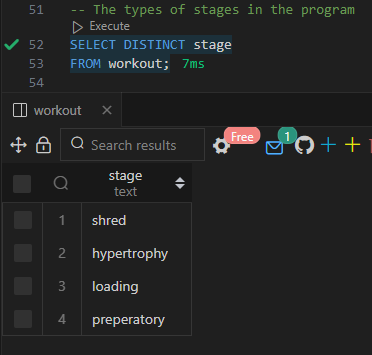 51 -- The types of stages in the program
Execute
52 SELECT DISTINCT stage
53 FROM workout; 7ms
54
workout
Search results
Free
1
stage
text
1 shred
2 hypertrophy
3 loading
4 preperatory